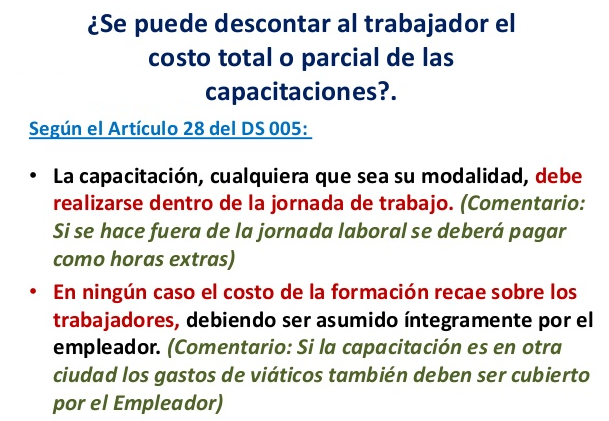 ¿Se puede descontar al trabajador el
costo total o parcial de las
capacitaciones?.
Según el Artículo 28 del DS 005:
• La capacitación, cualquiera que sea su modalidad, debe
realizarse dentro de la jornada de trabajo. (Comentario:
Si se hace fuera de la jornada laboral se deberá pagar
como horas extras)
• En ningún caso el costo de la formación recae sobre los
trabajadores, debiendo ser asumido íntegramente por el
empleador. (Comentario: Si la capacitación es en otra
ciudad los gastos de viáticos también deben ser cubierto
por el Empleador)